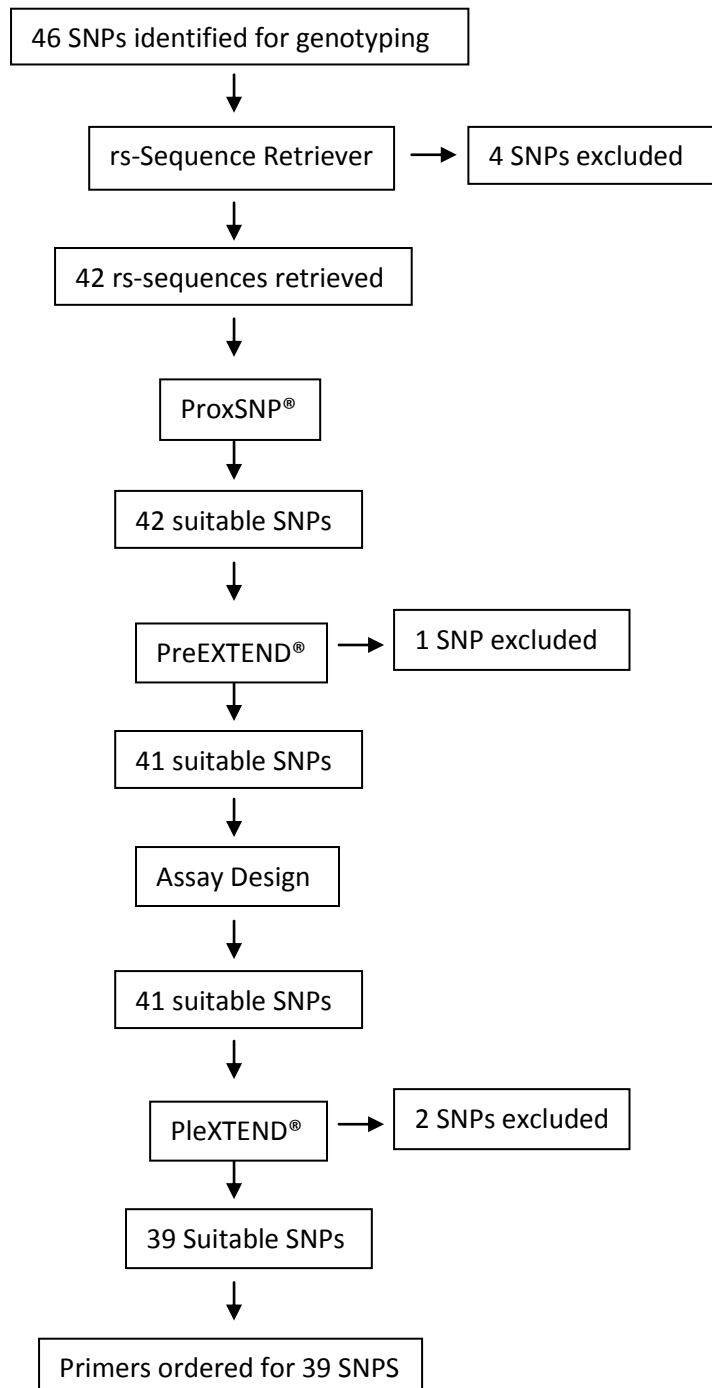 46 SNPs identified for genotyping
rs-Sequence Retriever
4 SNPs excluded
42 rs-sequences retrieved
ProxSNP®
42 suitable SNPs
PreEXTEND®
1 SNP excluded
41 suitable SNPs
Assay Design
41 suitable SNPs
PleXTEND®
2 SNPs excluded
39 Suitable SNPs
Primers ordered for 39 SNPS